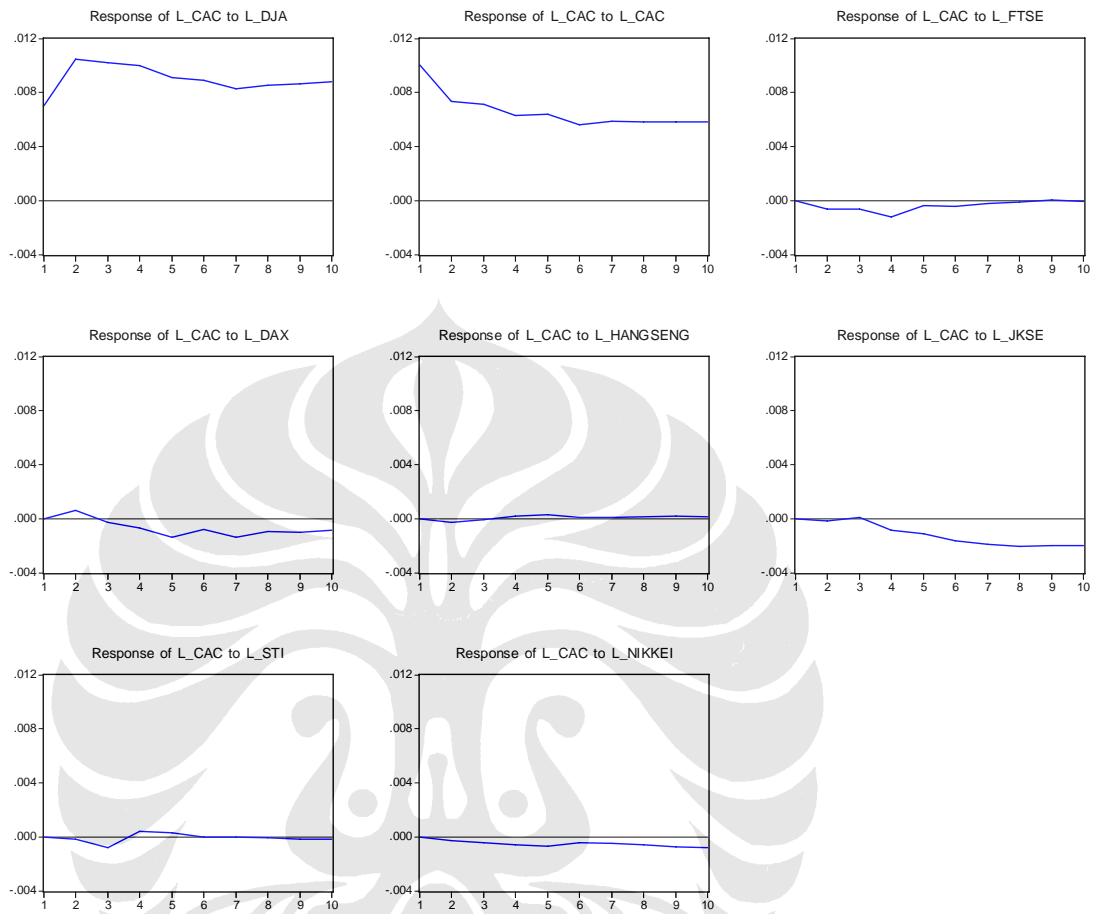 Response of L_CAC to L_DJA
.012
.008
.004
.000
-.004
1 2 3 4 5 6 7 8 9 10
Response of L_CAC to L_CAC
.012
.008
.004
.000
-.004
1 2 3 4 5 6 7 8 9 10
Response of L_CAC to L_FTSE
.012
.008
.004
.000
-.004
1 2 3 4 5 6 7 8 9 10
Response of L_CAC to L_DAX
.012
.008
.004
.000
-.004
1 2 3 4 5 6 7 8 9 10
Response of L_CAC to L_HANGSENG
.012
.008
.004
.000
-.004
1 2 3 4 5 6 7 8 9 10
Response of L_CAC to L_JKSE
.012
.008
.004
.000
-.004
1 2 3 4 5 6 7 8 9 10
Response of L_CAC to L_STI
.012
.008
.004
.000
-.004
1 2 3 4 5 6 7 8 9 10
Response of L_CAC to L_NIKKEI
.012
.008
.004
.000
-.004
1 2 3 4 5 6 7 8 9 10